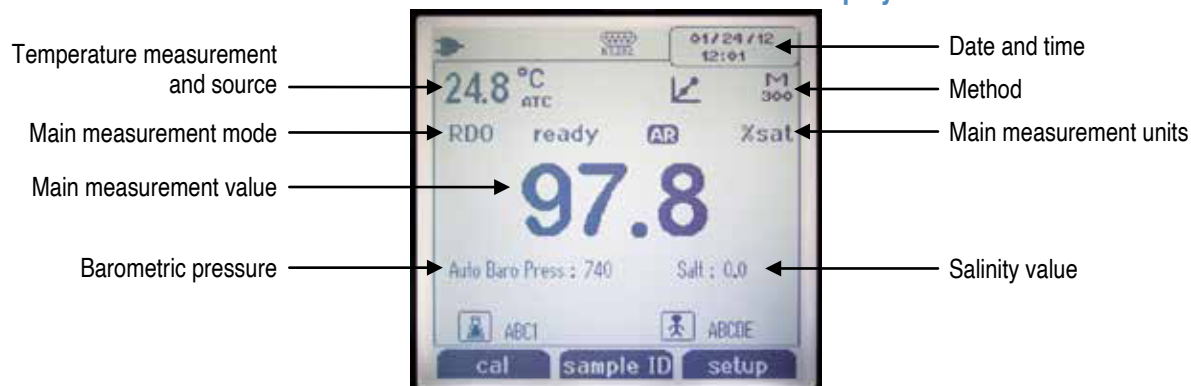 01/24/12
12:01
Temperature measurement
and source
24.8 °C
ATC
M
300
Date and time
Method
Main measurement mode
RDO ready AR %sat
Main measurement units
Main measurement value
97.8
Barometric pressure
Auto Baro Press : 740 Salt : 0.0
Salinity value
ABC1 ABCDE
cal sample ID setup